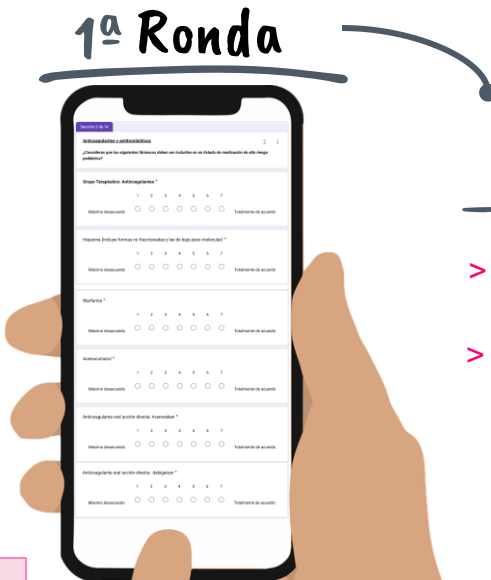 1ª Ronda
Sección 2 de 14
Anticoagulantes y antitrombóticos
¿Consideras que los siguientes fármacos deben ser incluidos en un listado de medicación de alto riesgo
pediátrico?
Grupo Terapéutico: Anticoagulantes *
1 2 3 4 5 6 7
Máximo desacuerdo Totalmente de acuerdo
Heparina (incluye formas no fraccionadas y las de bajo peso molecular) *
1 2 3 4 5 6 7
Máximo desacuerdo Totalmente de acuerdo
Warfarina *
1 2 3 4 5 6 7
Máximo desacuerdo Totalmente de acuerdo
Acenocumarol *
1 2 3 4 5 6 7
Máximo desacuerdo Totalmente de acuerdo
Anticoagulante oral acción directa: rivaroxaban *
1 2 3 4 5 6 7
Máximo desacuerdo Totalmente de acuerdo
Anticoagulante oral acción directa: dabigatran *
1 2 3 4 5 6 7
Máximo desacuerdo Totalmente de acuerdo
>
>